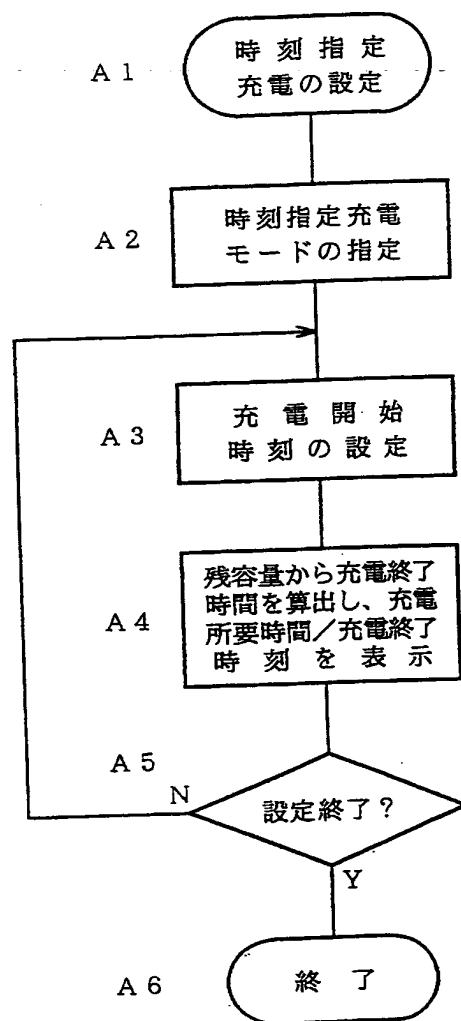 A1
時刻指定
充電の設定
A2
時刻指定充電
モードの指定
A3
充電開始
時刻の設定
A4
残容量から充電終了
時間を算出し、充電
所要時間/充電終了
時刻を表示
A5
N
設定終了?
Y
A6
終了